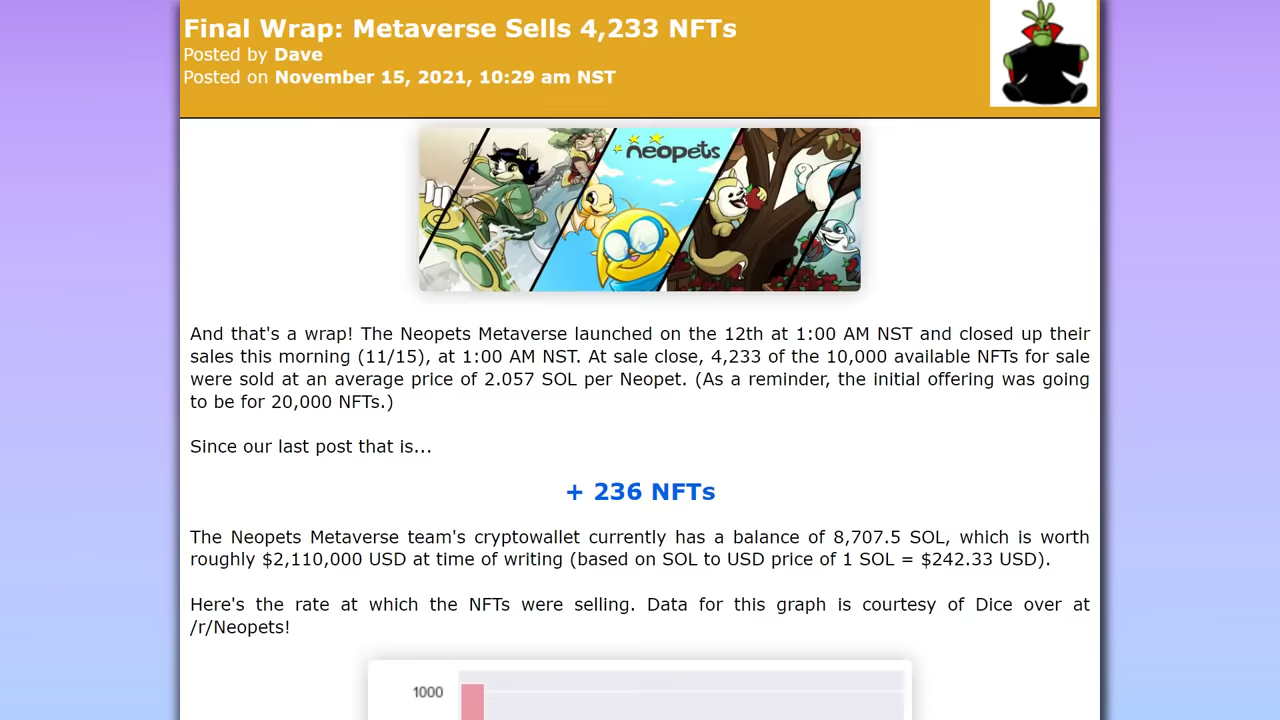 Final Wrap: Metaverse Sells 4,233 NFTs
Posted by Dave
Posted on November 15, 2021, 10:29 am NST
neopets
And that's a wrap! The Neopets Metaverse launched on the 12th at 1:00 AM NST and closed up their
sales this morning (11/15), at 1:00 AM NST. At sale close, 4,233 of the 10,000 available NFTs for sale
were sold at an average price of 2.057 SOL per Neopet. (As a reminder, the initial offering was going
to be for 20,000 NFTs.)
Since our last post that is...
+ 236 NFTs
The Neopets Metaverse team's cryptowallet currently has a balance of 8,707.5 SOL, which is worth
roughly $2,110,000 USD at time of writing (based on SOL to USD price of 1 SOL = $242.33 USD).
Here's the rate at which the NFTs were selling. Data for this graph is courtesy of Dice over at
/r/Neopets!
1000